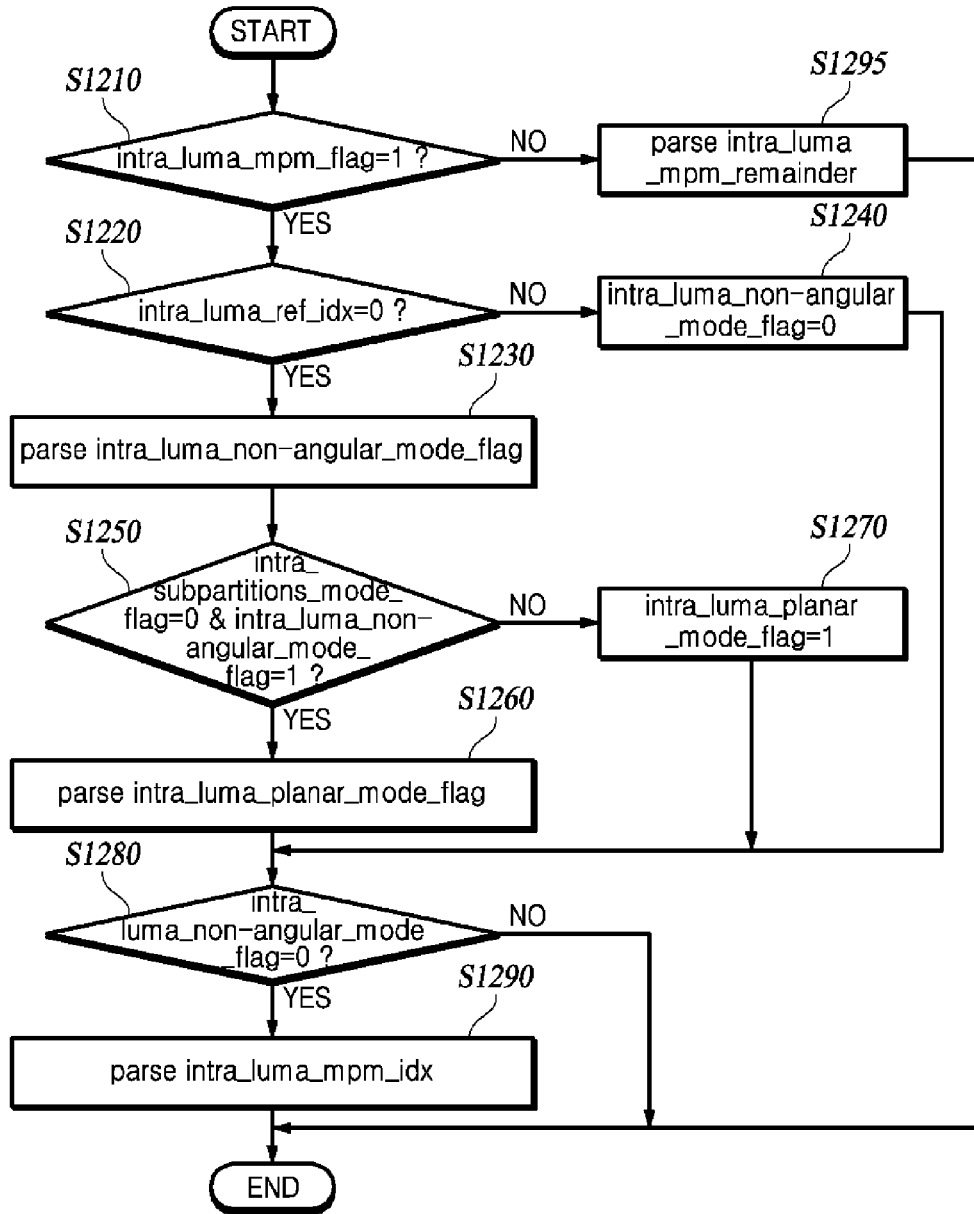 START
S1210
S1295
intra_luma_mpm_flag=1 ?
NO
parse intra_luma
_mpm_remainder
YES
S1220
S1240
intra_luma_ref_idx=0 ?
NO
intra_luma_non-angular
_mode_flag=0
YES
S1230
parse intra_luma_non-angular_mode_flag
S1250
S1270
intra_
subpartitions_mode_
flag=0 & intra_luma_non-
angular_mode_
flag=1 ?
NO
intra_luma_planar
_mode_flag=1
YES
S1260
parse intra_luma_planar_mode_flag
S1280
intra_
luma_non-angular_mode
_flag=0 ?
NO
YES
S1290
parse intra_luma_mpm_idx
END